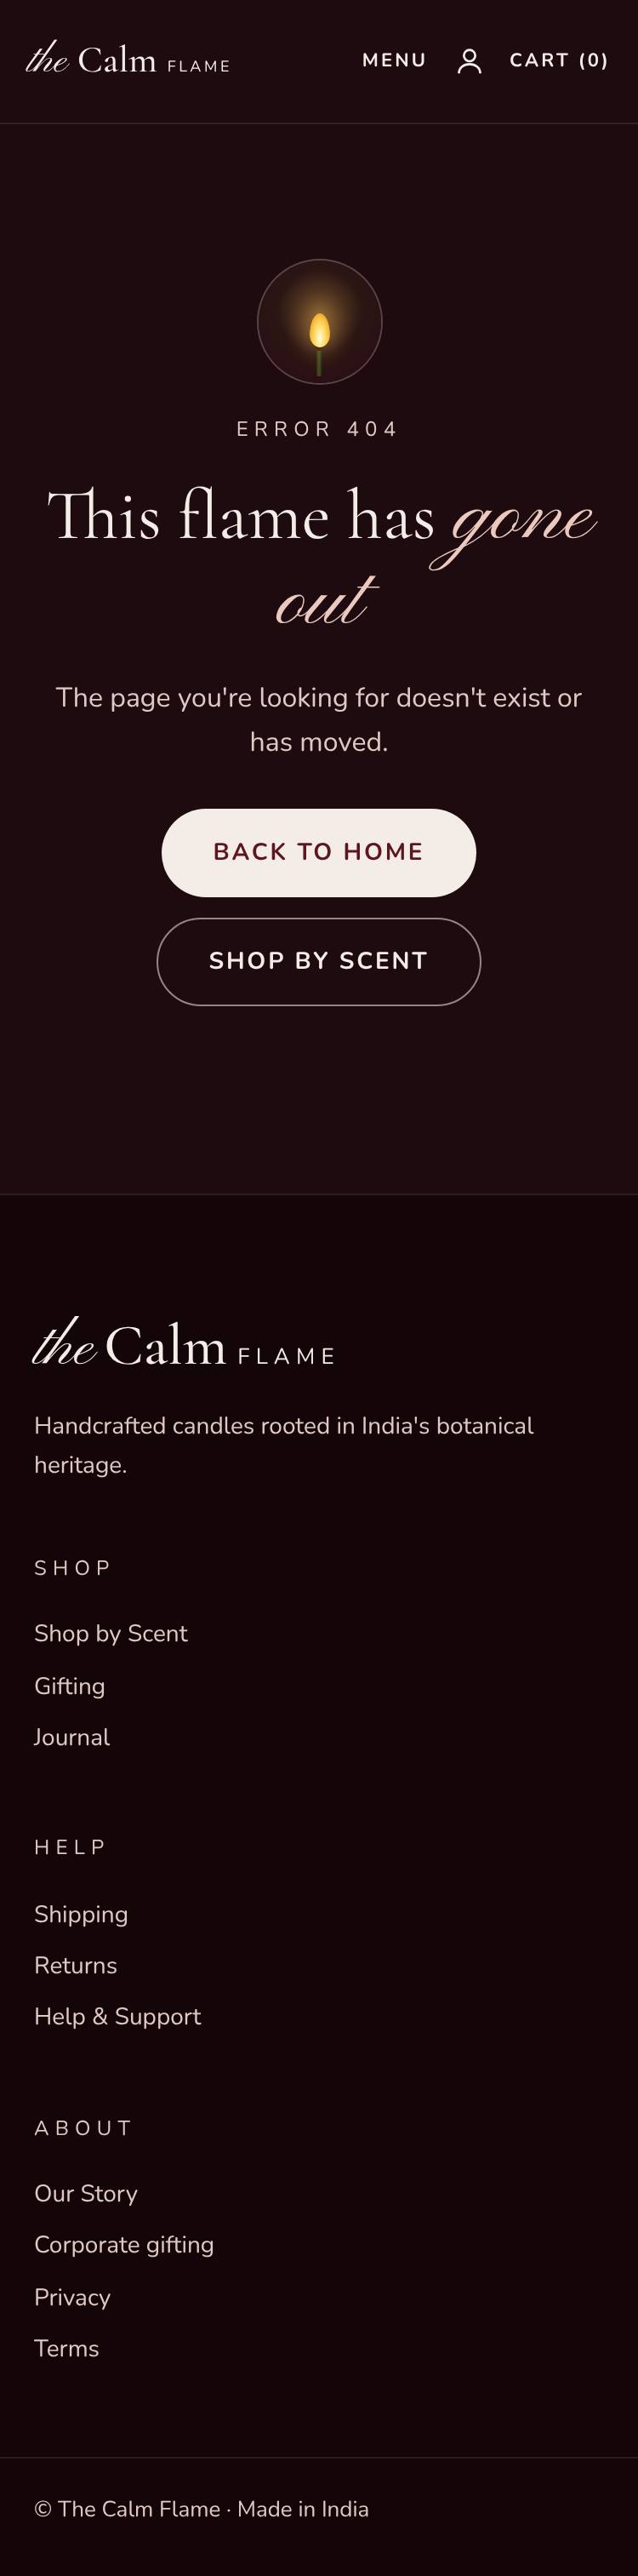 the Calm FLAME
MENU CART (0)
ERROR 404
This flame has gone
out
The page you're looking for doesn't exist or
has moved.
BACK TO HOME
SHOP BY SCENT
the Calm FLAME
Handcrafted candles rooted in India's botanical
heritage.
SHOP
Shop by Scent
Gifting
Journal
HELP
Shipping
Returns
Help & Support
ABOUT
Our Story
Corporate gifting
Privacy
Terms
© The Calm Flame · Made in India